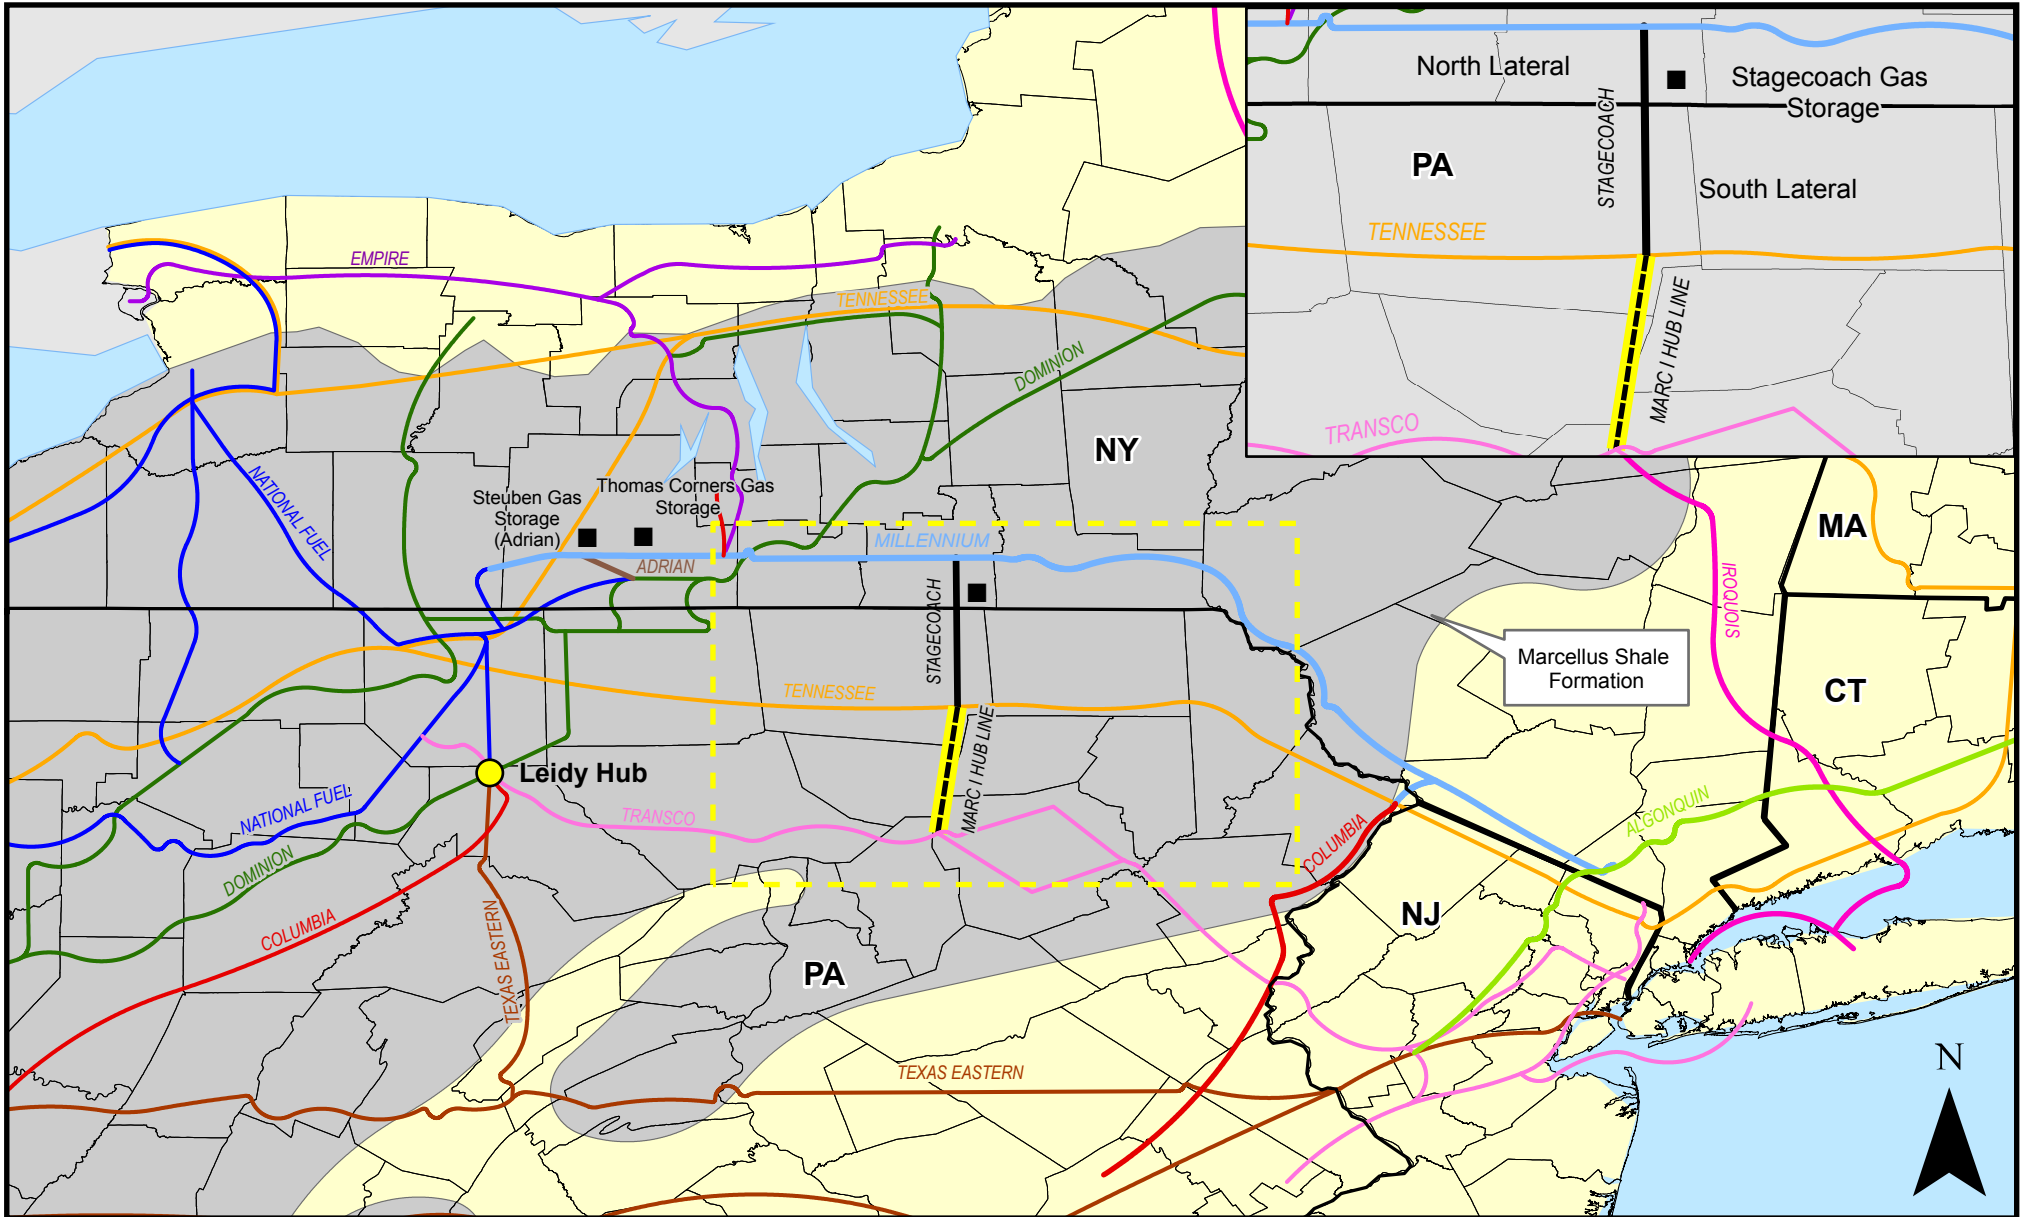 North Lateral
Stagecoach Gas
Storage
STAGECOACH
PA
South Lateral
TENNESSEE
MARC I HUB LINE
TRANSCO
EMPIRE
TENNESSEE
DOMINION
NY
NATIONAL FUEL
Steuben Gas
Storage
(Adrian)
Thomas Corners Gas
Storage
MILLENNIUM
ADRIAN
STAGECOACH
MA
IROQUOIS
Marcellus Shale
Formation
CT
TENNESSEE
MARC I HUB LINE
Leidy Hub
NATIONAL FUEL
TRANSCO
ALGONQUIN
DOMINION
COLUMBIA
COLUMBIA
NJ
TEXAS EASTERN
PA
TEXAS EASTERN
N